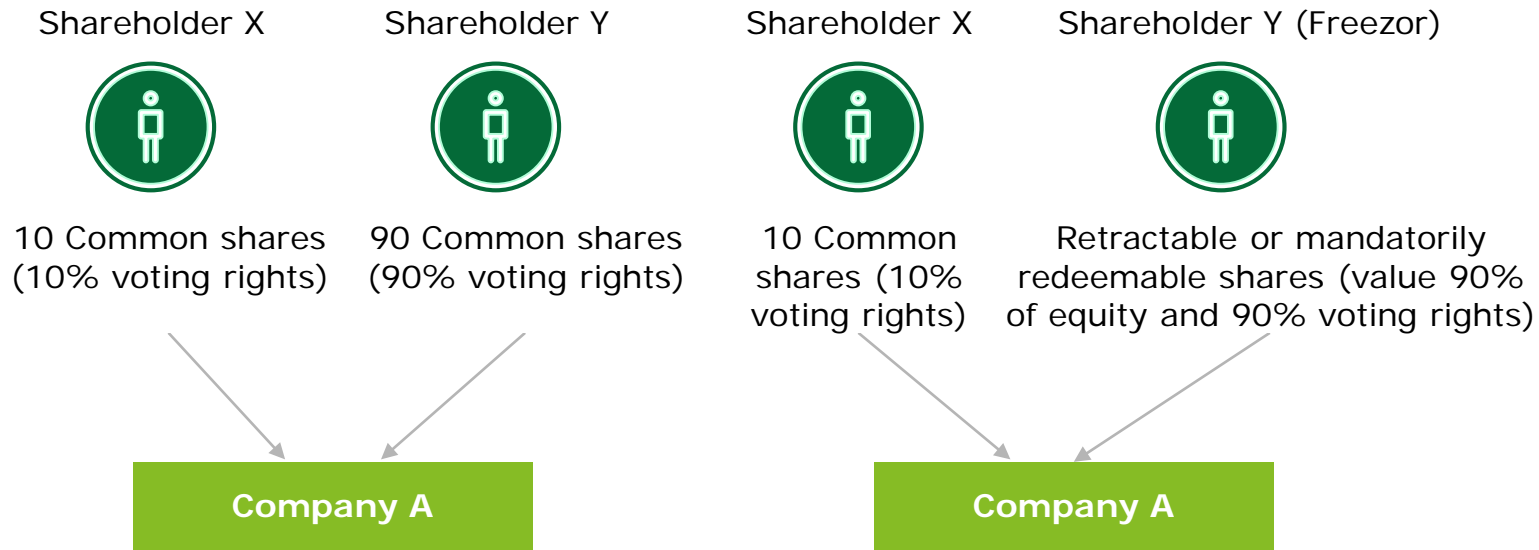 Shareholder X
Shareholder Y
10 Common shares
(10% voting rights)
90 Common shares
(90% voting rights)
Company A
Shareholder X
Shareholder Y (Freezor)
10 Common
shares (10%
voting rights)
Retractable or mandatorily
redeemable shares (value 90%
of equity and 90% voting rights)
Company A